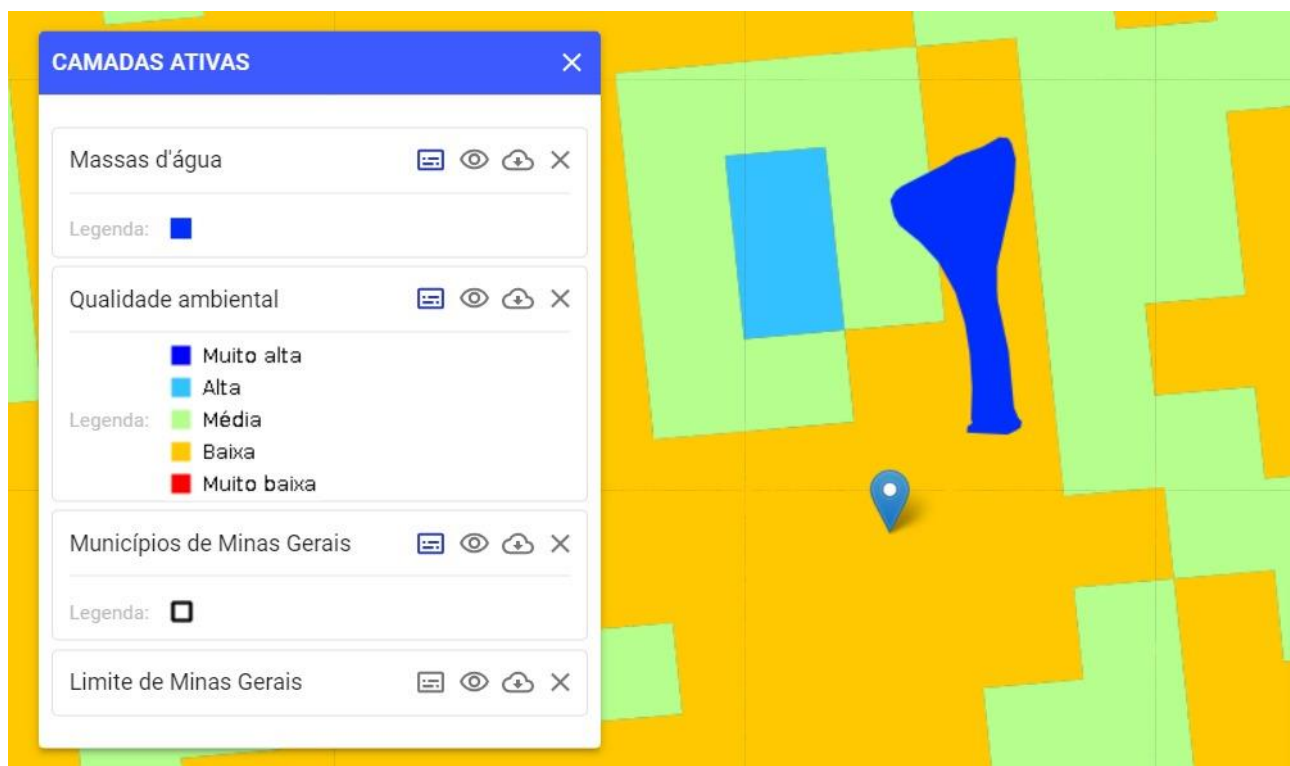 CAMADAS ATIVAS
Massas d'água
Legenda:
Qualidade ambiental
Legenda:
Muito alta
Alta
Média
Baixa
Muito baixa
Municípios de Minas Gerais
Legenda:
Limite de Minas Gerais